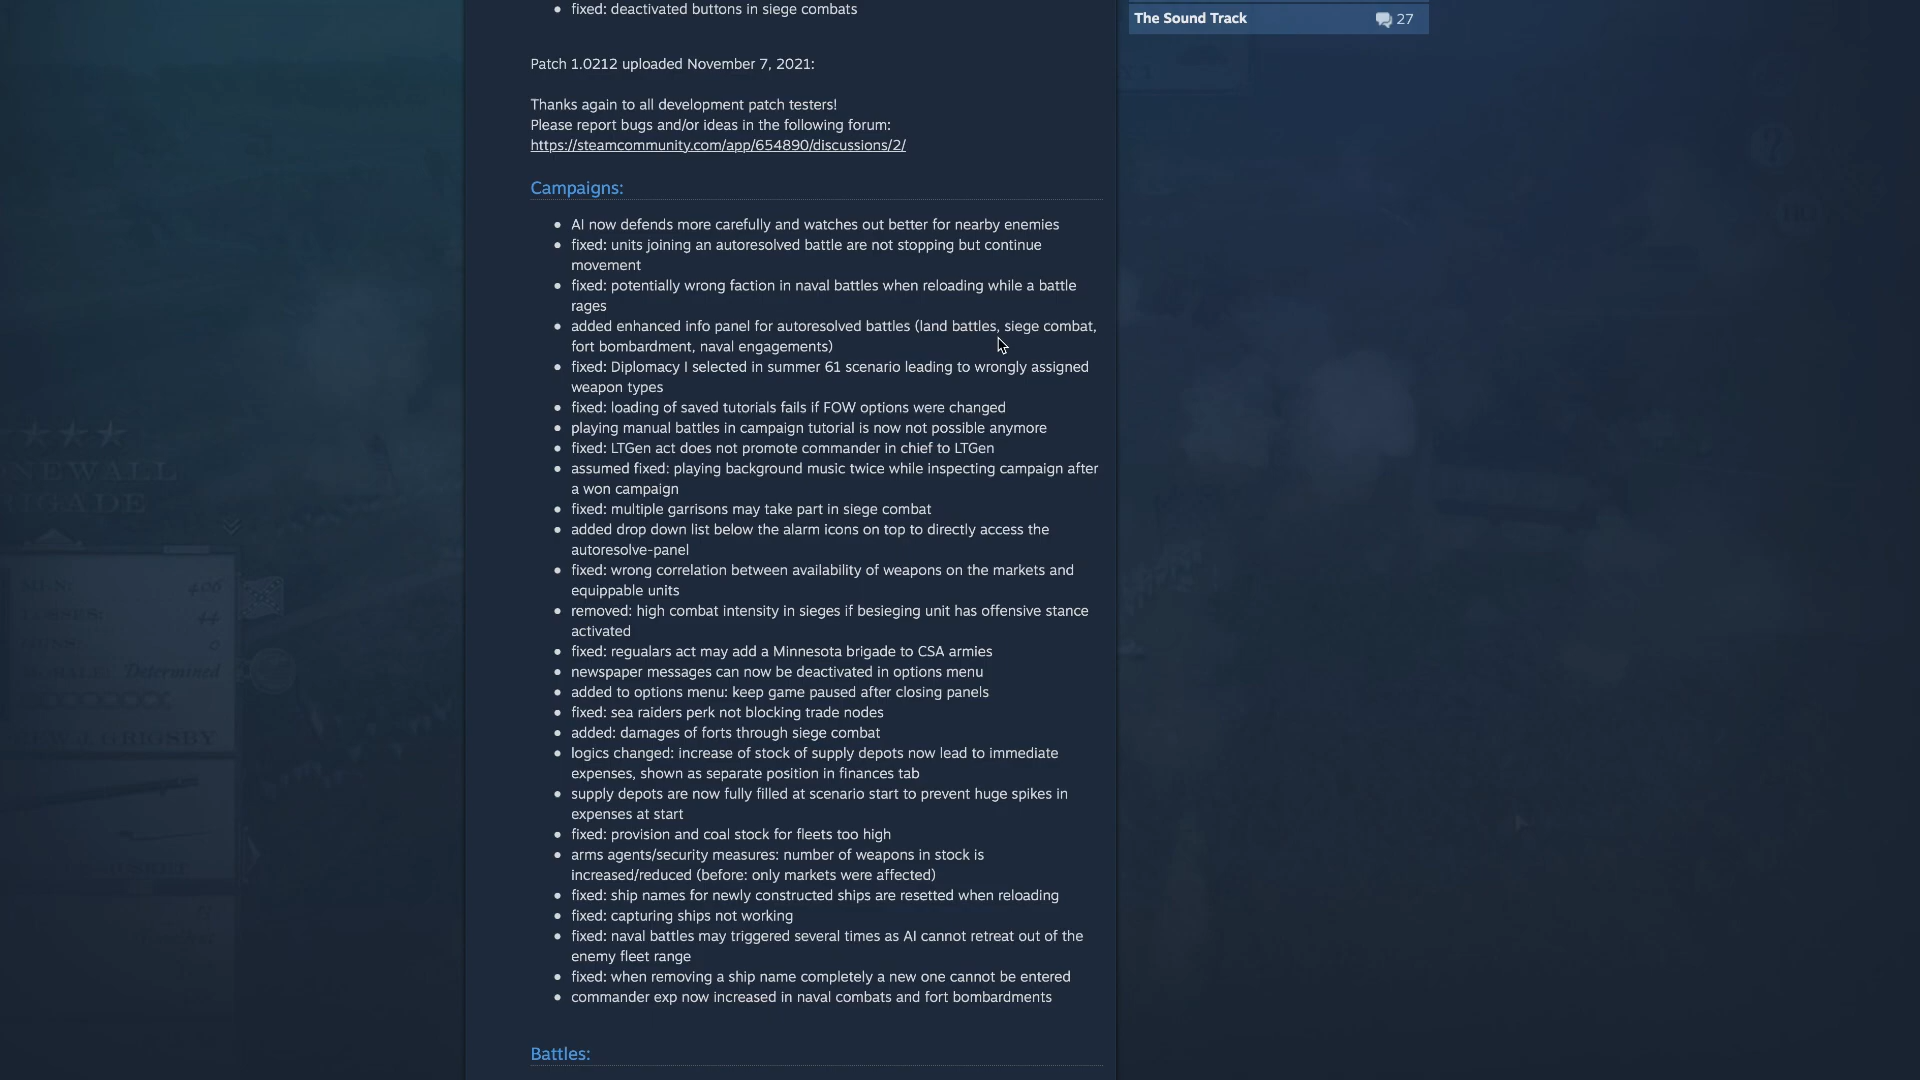 fixed: deactivated buttons in siege combats
The Sound Track
27
Patch 1.0212 uploaded November 7, 2021:
Thanks again to all development patch testers!
Please report bugs and/or ideas in the following forum:
https://steamcommunity.com/app/654890/discussions/2/
Campaigns:
AI now defends more carefully and watches out better for nearby enemies
fixed: units joining an autoresolved battle are not stopping but continue
movement
fixed: potentially wrong faction in naval battles when reloading while a battle
rages
added enhanced info panel for autoresolved battles (land battles, siege combat,
fort bombardment, naval engagements)
fixed: Diplomacy I selected in summer 61 scenario leading to wrongly assigned
weapon types
fixed: loading of saved tutorials fails if FOW options were changed
playing manual battles in campaign tutorial is now not possible anymore
fixed: LTGen act does not promote commander in chief to LTGen
assumed fixed: playing background music twice while inspecting campaign after
a won campaign
fixed: multiple garrisons may take part in siege combat
added drop down list below the alarm icons on top to directly access the
autoresolve-panel
fixed: wrong correlation between availability of weapons on the markets and
equippable units
removed: high combat intensity in sieges if besieging unit has offensive stance
activated
fixed: regualars act may add a Minnesota brigade to CSA armies
newspaper messages can now be deactivated in options menu
added to options menu: keep game paused after closing panels
fixed: sea raiders perk not blocking trade nodes
added: damages of forts through siege combat
logics changed: increase of stock of supply depots now lead to immediate
expenses, shown as separate position in finances tab
supply depots are now fully filled at scenario start to prevent huge spikes in
expenses at start
fixed: provision and coal stock for fleets too high
arms agents/security measures: number of weapons in stock is
increased/reduced (before: only markets were affected)
fixed: ship names for newly constructed ships are resetted when reloading
fixed: capturing ships not working
fixed: naval battles may triggered several times as AI cannot retreat out of the
enemy fleet range
fixed: when removing a ship name completely a new one cannot be entered
commander exp now increased in naval combats and fort bombardments
Battles:
MEN: 406
LOSSES: 44
GUNS: 0
MORALE: Determined